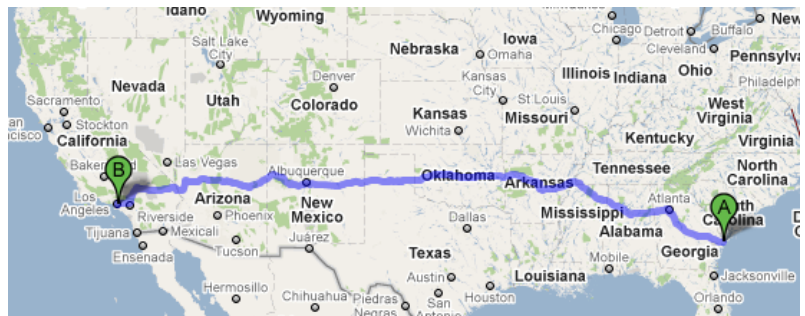 Idaho
Wyoming
Salt Lake
City
Nebraska
Iowa
Omaha
Chicago
Detroit
Buffalo
Cleveland
New
Pennsylva
Nevada
Utah
Denver
Colorado
Kansas
City
Illinois
Indiana
Ohio
Philadelph
Sacramento
Stockton
an
ncisco
California
Kansas
Wichita
St Louis
Missouri
West
Virginia
Kentucky
Virginia
Las Vegas
B
Los
Angeles
Albuquerque
Oklahoma
Arkansas
Tennessee
North
Carolina
Arizona
New
Mexico
Atlanta
A
Carolina
Riverside
Phoenix
Dallas
Mississippi
Alabama
Georgia
Tijuana
Mexicali
Ensenada
Tucson
Juárez
Texas
Louisiana
Mobile
Jacksonville
Austin
Houston
Orlando
Hermosillo
Chihuahua
Piedras
Negras
San
Antonio